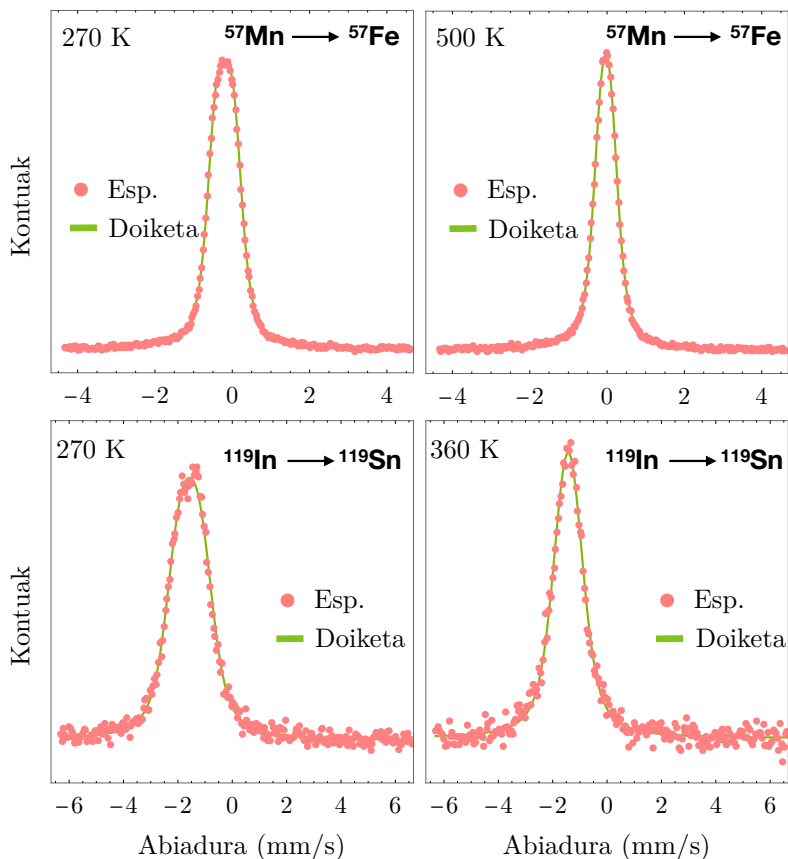 270 K
⁵⁷Mn → ⁵⁷Fe
Kontuak
Esp.
Doiketa
−4 −2 0 2 4
500 K
⁵⁷Mn → ⁵⁷Fe
Esp.
Doiketa
−4 −2 0 2 4
270 K
¹¹⁹In → ¹¹⁹Sn
Kontuak
Esp.
Doiketa
−6 −4 −2 0 2 4 6
Abiadura (mm/s)
360 K
¹¹⁹In → ¹¹⁹Sn
Esp.
Doiketa
−6 −4 −2 0 2 4 6
Abiadura (mm/s)